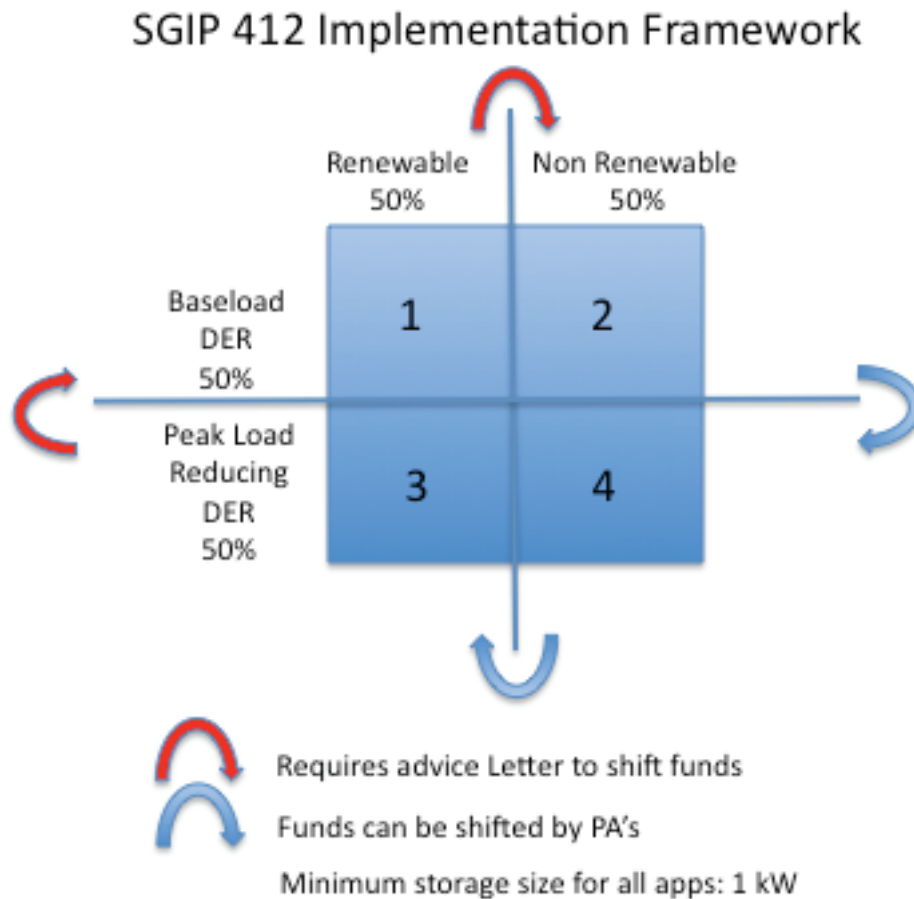 SGIP 412 Implementation Framework
Renewable
50%
Non Renewable
50%
Baseload
DER
50%
1
2
Peak Load
Reducing
DER
50%
3
4
Requires advice Letter to shift funds
Funds can be shifted by PA's
Minimum storage size for all apps: 1 kW